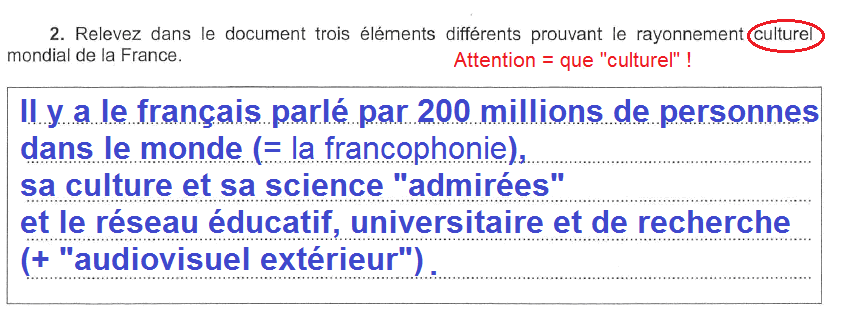 2. Relevez dans le document trois éléments différents prouvant le rayonnement culturel
mondial de la France.
Attention = que "culturel" !
Il y a le français parlé par 200 millions de personnes
dans le monde (= la francophonie),
sa culture et sa science "admirées"
et le réseau éducatif, universitaire et de recherche
(+ "audiovisuel extérieur") .